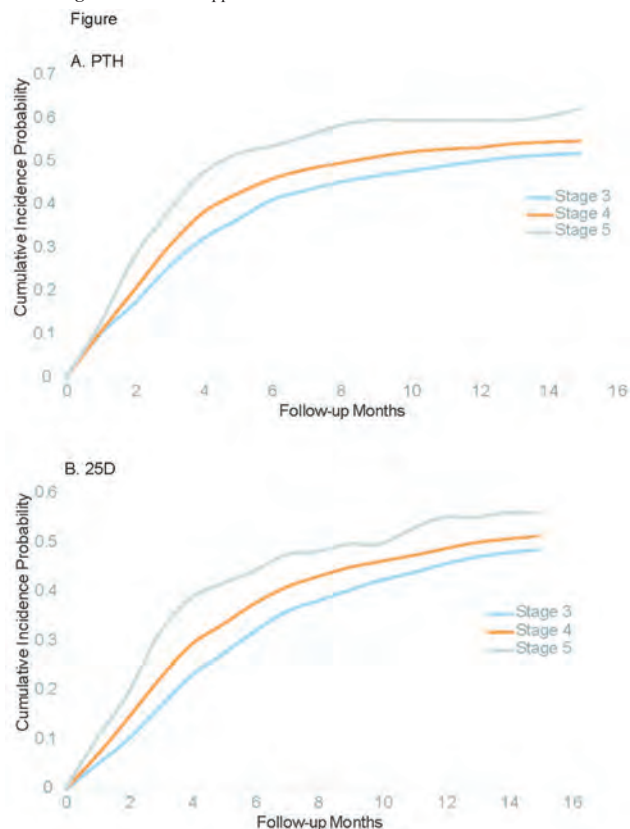 Figure
A. PTH
Cumulative Incidence Probability
0.7
0.6
0.5
0.4
0.3
0.2
0.1
0
Stage 3
Stage 4
Stage 5
0 2 4 6 8 10 12 14 16
Follow-up Months
B. 25D
Cumulative Incidence Probability
0.6
0.5
0.4
0.3
0.2
0.1
0
Stage 3
Stage 4
Stage 5
0 2 4 6 8 10 12 14 16
Follow-up Months